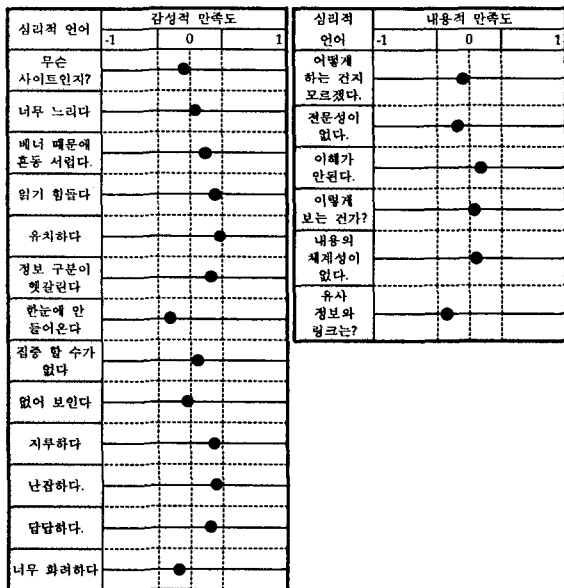 심리적 언어
감성적 만족도
-1 0 1
무슨
사이트인지?
너무 느리다
베너 때문에
혼동 서럽다.
읽기 힘들다
유치하다
정보 구분이
헷갈린다
한눈에 안
들어온다
집중 할 수가
없다
없어 보인다
지루하다
난잡하다.
답답하다.
너무 화려하다
심리적
언어
내용적 만족도
-1 0 1
어떻게
하는 건지
모르겠다.
전문성이
없다.
이해가
안된다.
이렇게
보는 건가?
내용의
체계성이
없다.
유사
정보와
링크는?